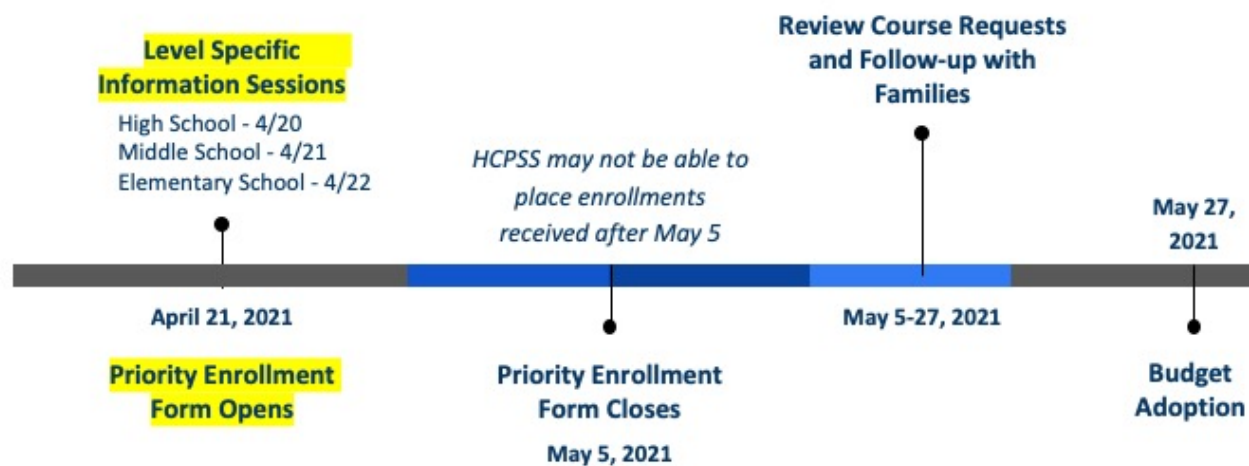 Level Specific
Information Sessions
High School - 4/20
Middle School - 4/21
Elementary School - 4/22
April 21, 2021
Priority Enrollment
Form Opens
HCPSS may not be able to
place enrollments
received after May 5
Priority Enrollment
Form Closes
May 5, 2021
Review Course Requests
and Follow-up with
Families
May 5-27, 2021
May 27,
2021
Budget
Adoption